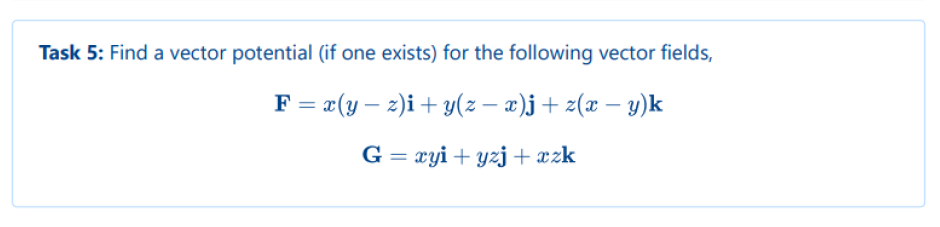 Task 5: Find a vector potential (if one exists) for the following vector fields,
F = x(y − z)i + y(z − x)j + z(x − y)k
G = xyi + yzj + xzk